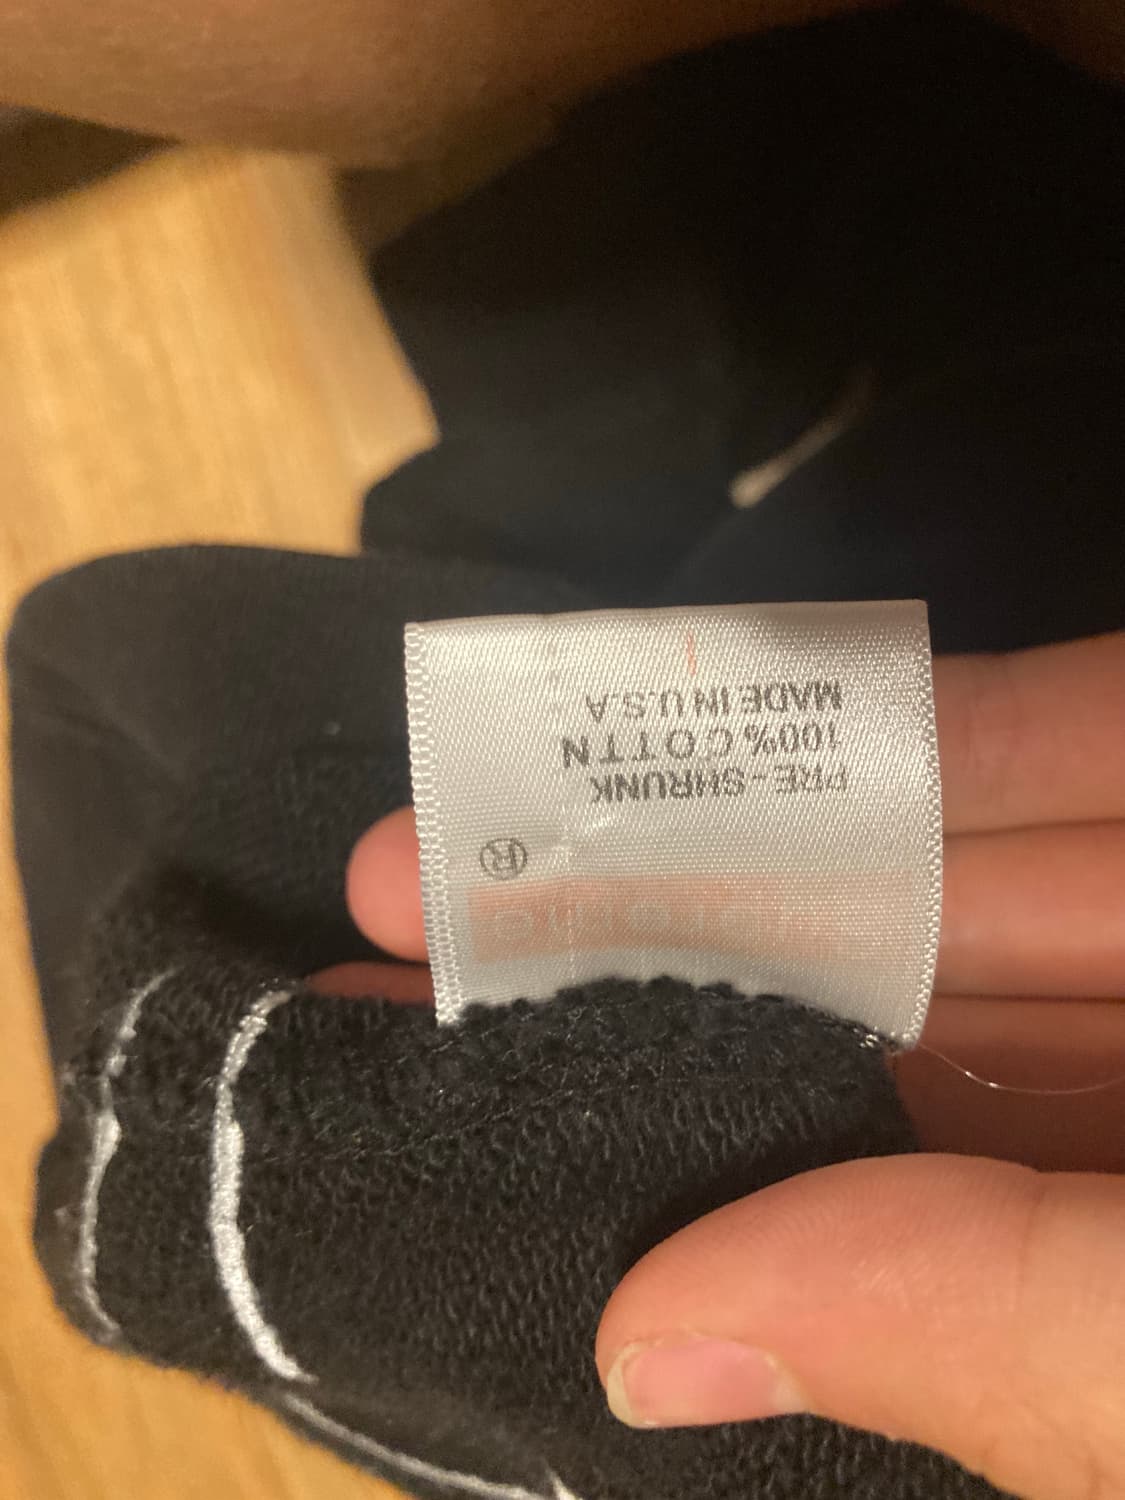 ®
PRE-SHRUNK
100% COTTN
MADE IN U.S.A